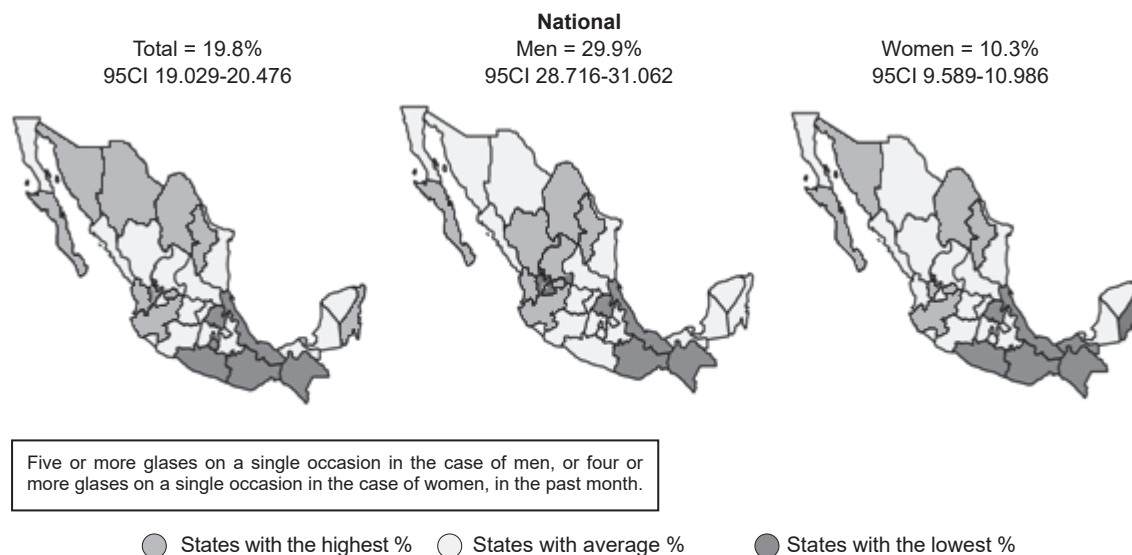 National
Total = 19.8%
95CI 19.029-20.476
Men = 29.9%
95CI 28.716-31.062
Women = 10.3%
95CI 9.589-10.986
Five or more glases on a single occasion in the case of men, or four or
more glases on a single occasion in the case of women, in the past month.
States with the highest %
States with average %
States with the lowest %